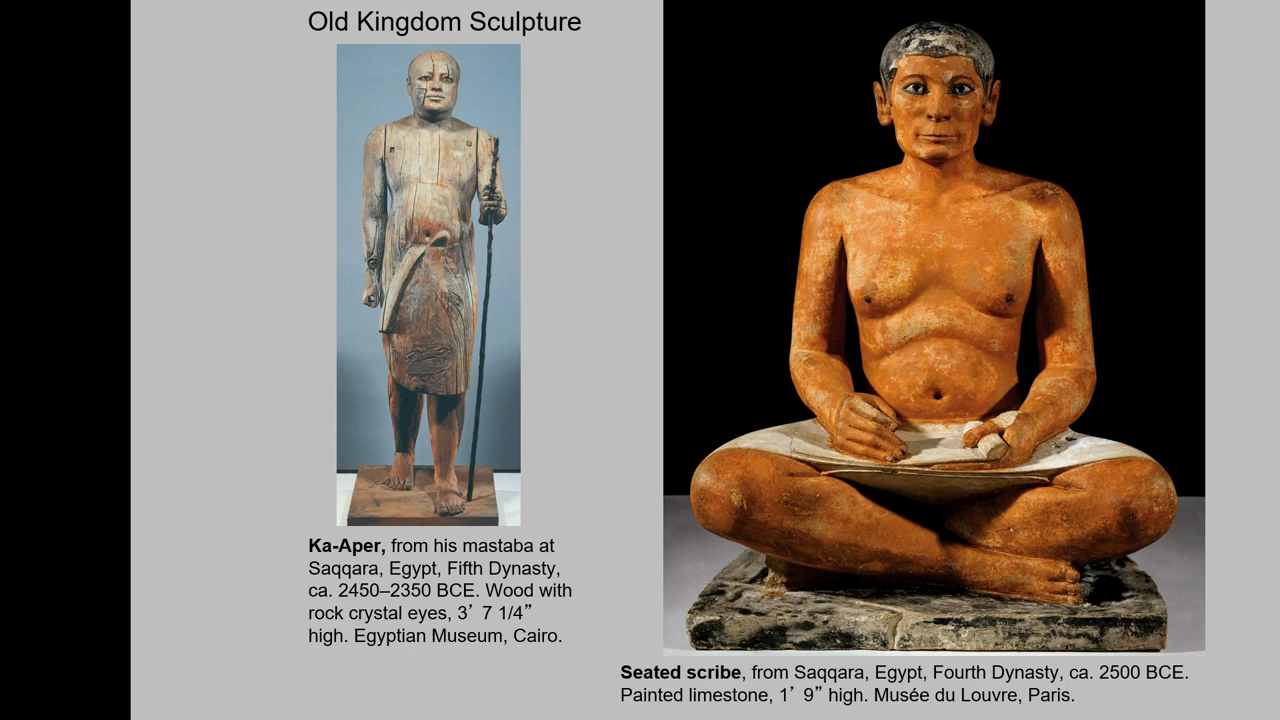 Old Kingdom Sculpture
Ka-Aper, from his mastaba at
Saqqara, Egypt, Fifth Dynasty,
ca. 2450–2350 BCE. Wood with
rock crystal eyes, 3’ 7 1/4”
high. Egyptian Museum, Cairo.
Seated scribe, from Saqqara, Egypt, Fourth Dynasty, ca. 2500 BCE.
Painted limestone, 1’ 9” high. Musée du Louvre, Paris.